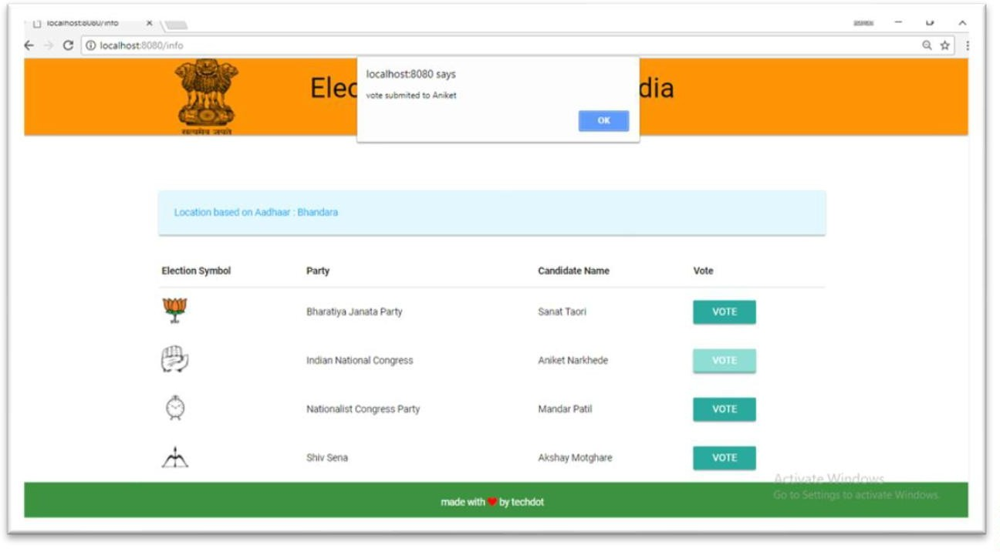 localhost:8080/info
localhost:8080/info
सत्यमेव जयते
Elec dia
localhost:8080 says
vote submited to Aniket
OK
Location based on Aadhaar : Bhandara
Election Symbol Party Candidate Name Vote
Bharatiya Janata Party Sanat Taori VOTE
Indian National Congress Aniket Narkhede VOTE
Nationalist Congress Party Mandar Patil VOTE
Shiv Sena Akshay Motghare VOTE
Activate Windows
Go to Settings to activate Windows.
made with by techdot